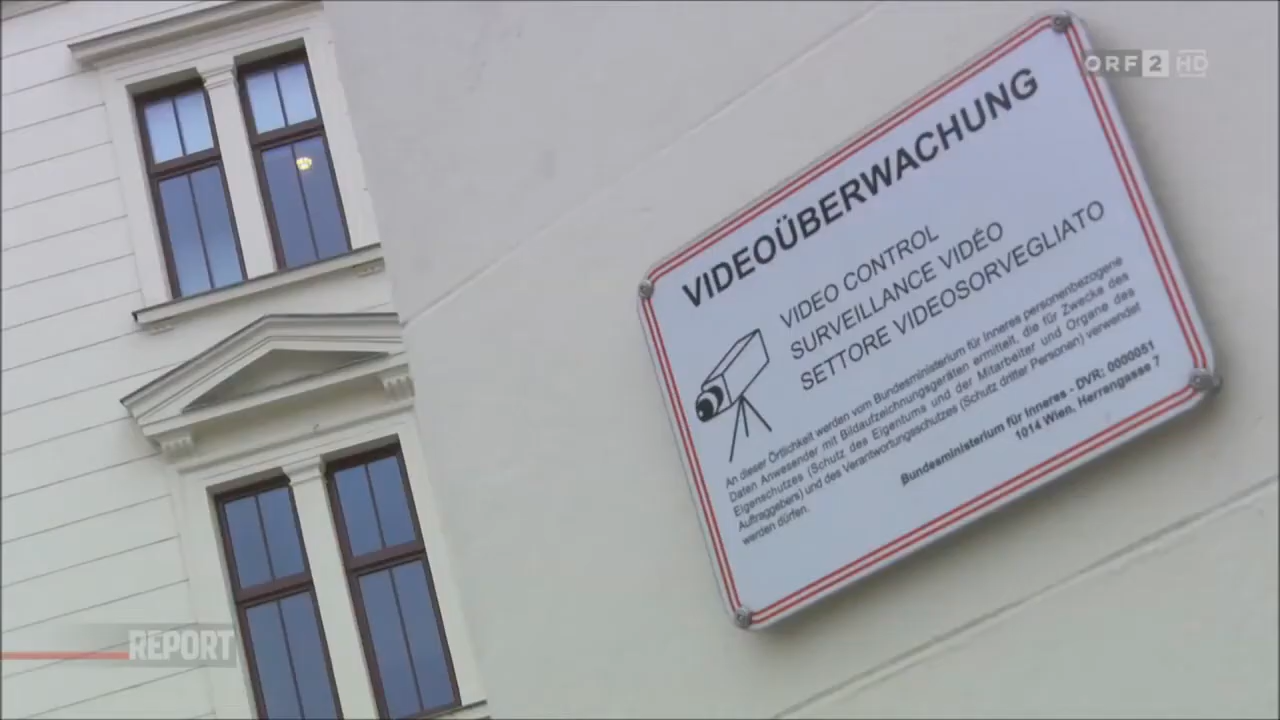 ORF 2 HD
VIDEOÜBERWACHUNG
VIDEO CONTROL
SURVEILLANCE VIDÉO
SETTORE VIDEOSORVEGLIATO
An dieser Örtlichkeit werden vom Bundesministerium für Inneres personenbezogene
Daten Anwesender mit Bildaufzeichnungsgeräten ermittelt, die für Zwecke des
Eigenschutzes (Schutz des Eigentums und der Mitarbeiter und Organe des
Auftraggebers) und des Verantwortungsschutzes (Schutz dritter Personen) verwendet
werden dürfen.
Bundesministerium für Inneres - DVR: 0000051
1014 Wien, Herrengasse 7
REPORT